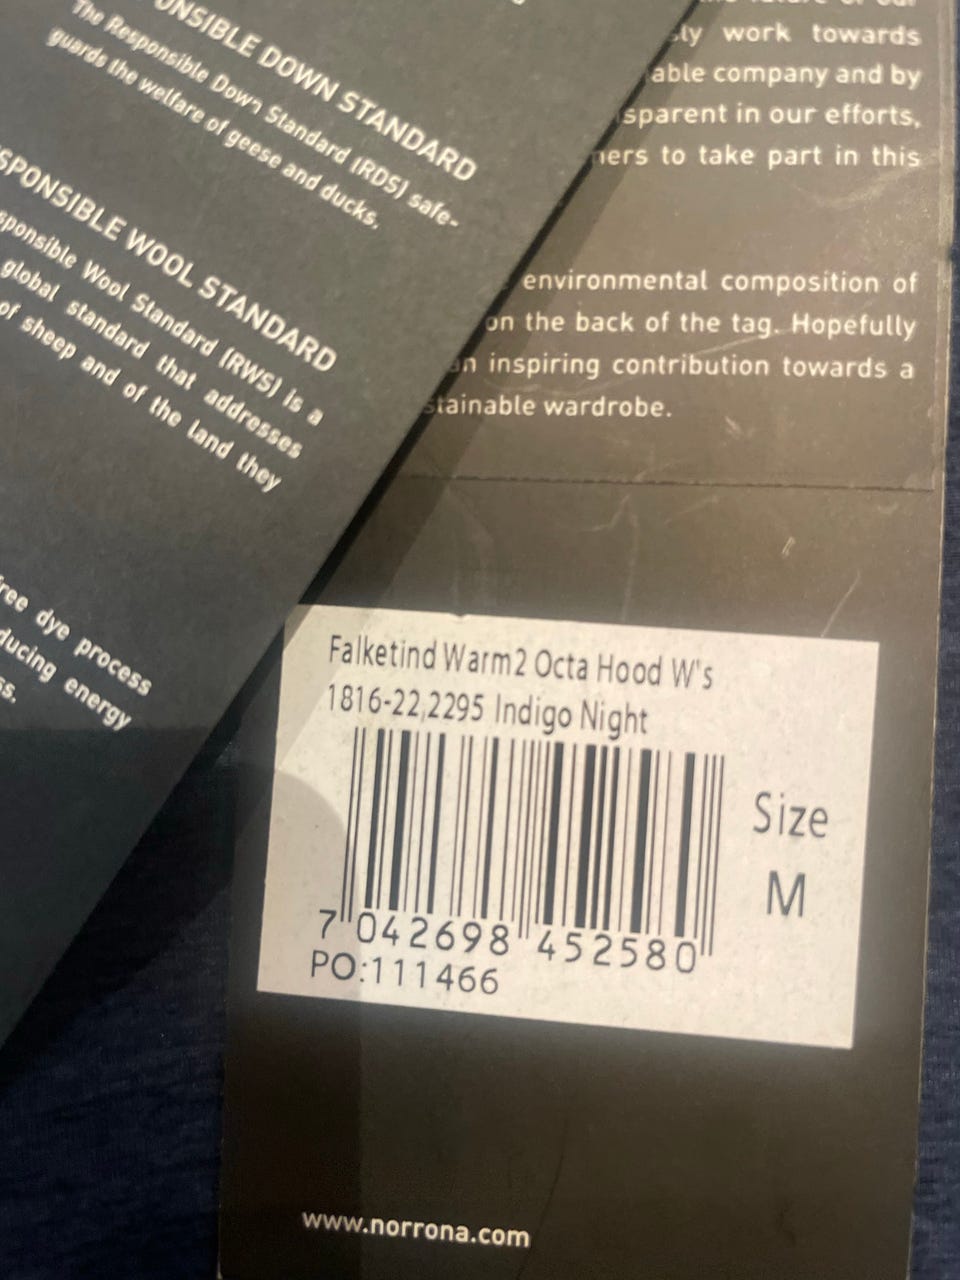 ONSIBLE DOWN STANDARD
The Responsible Down Standard (RDS) safe-
guards the welfare of geese and ducks.
SPONSIBLE WOOL STANDARD
sponsible Wool Standard (RWS) is a
global standard that addresses
of sheep and of the land they
ree dye process
ducing energy
ss.
ly work towards
able company and by
sparent in our efforts,
ners to take part in this
environmental composition of
on the back of the tag. Hopefully
an inspiring contribution towards a
stainable wardrobe.
Falketind Warm2 Octa Hood W's
1816-22,2295 Indigo Night
Size
M
7 042698 452580
PO:111466
www.norrona.com